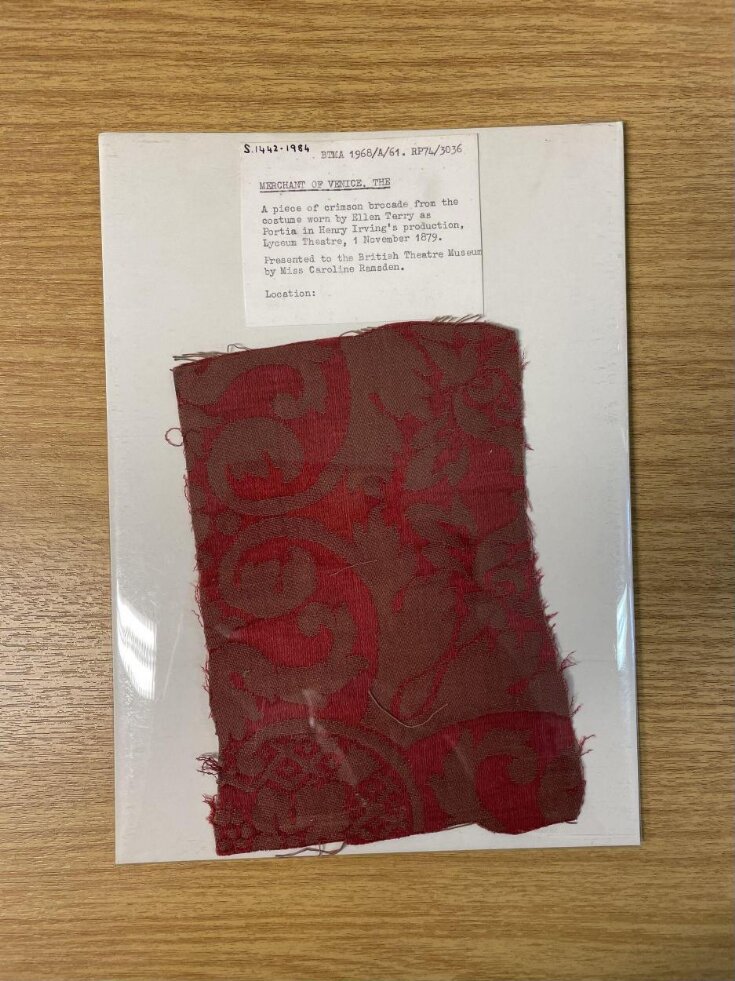 S.1442-1984 . BTMA 1968/A/61. RP74/3036
MERCHANT OF VENICE, THE
A piece of crimson brocade from the
costume worn by Ellen Terry as
Portia in Henry Irving's production,
Lyceum Theatre, 1 November 1879.
Presented to the British Theatre Museum
by Miss Caroline Ramsden.
Location: